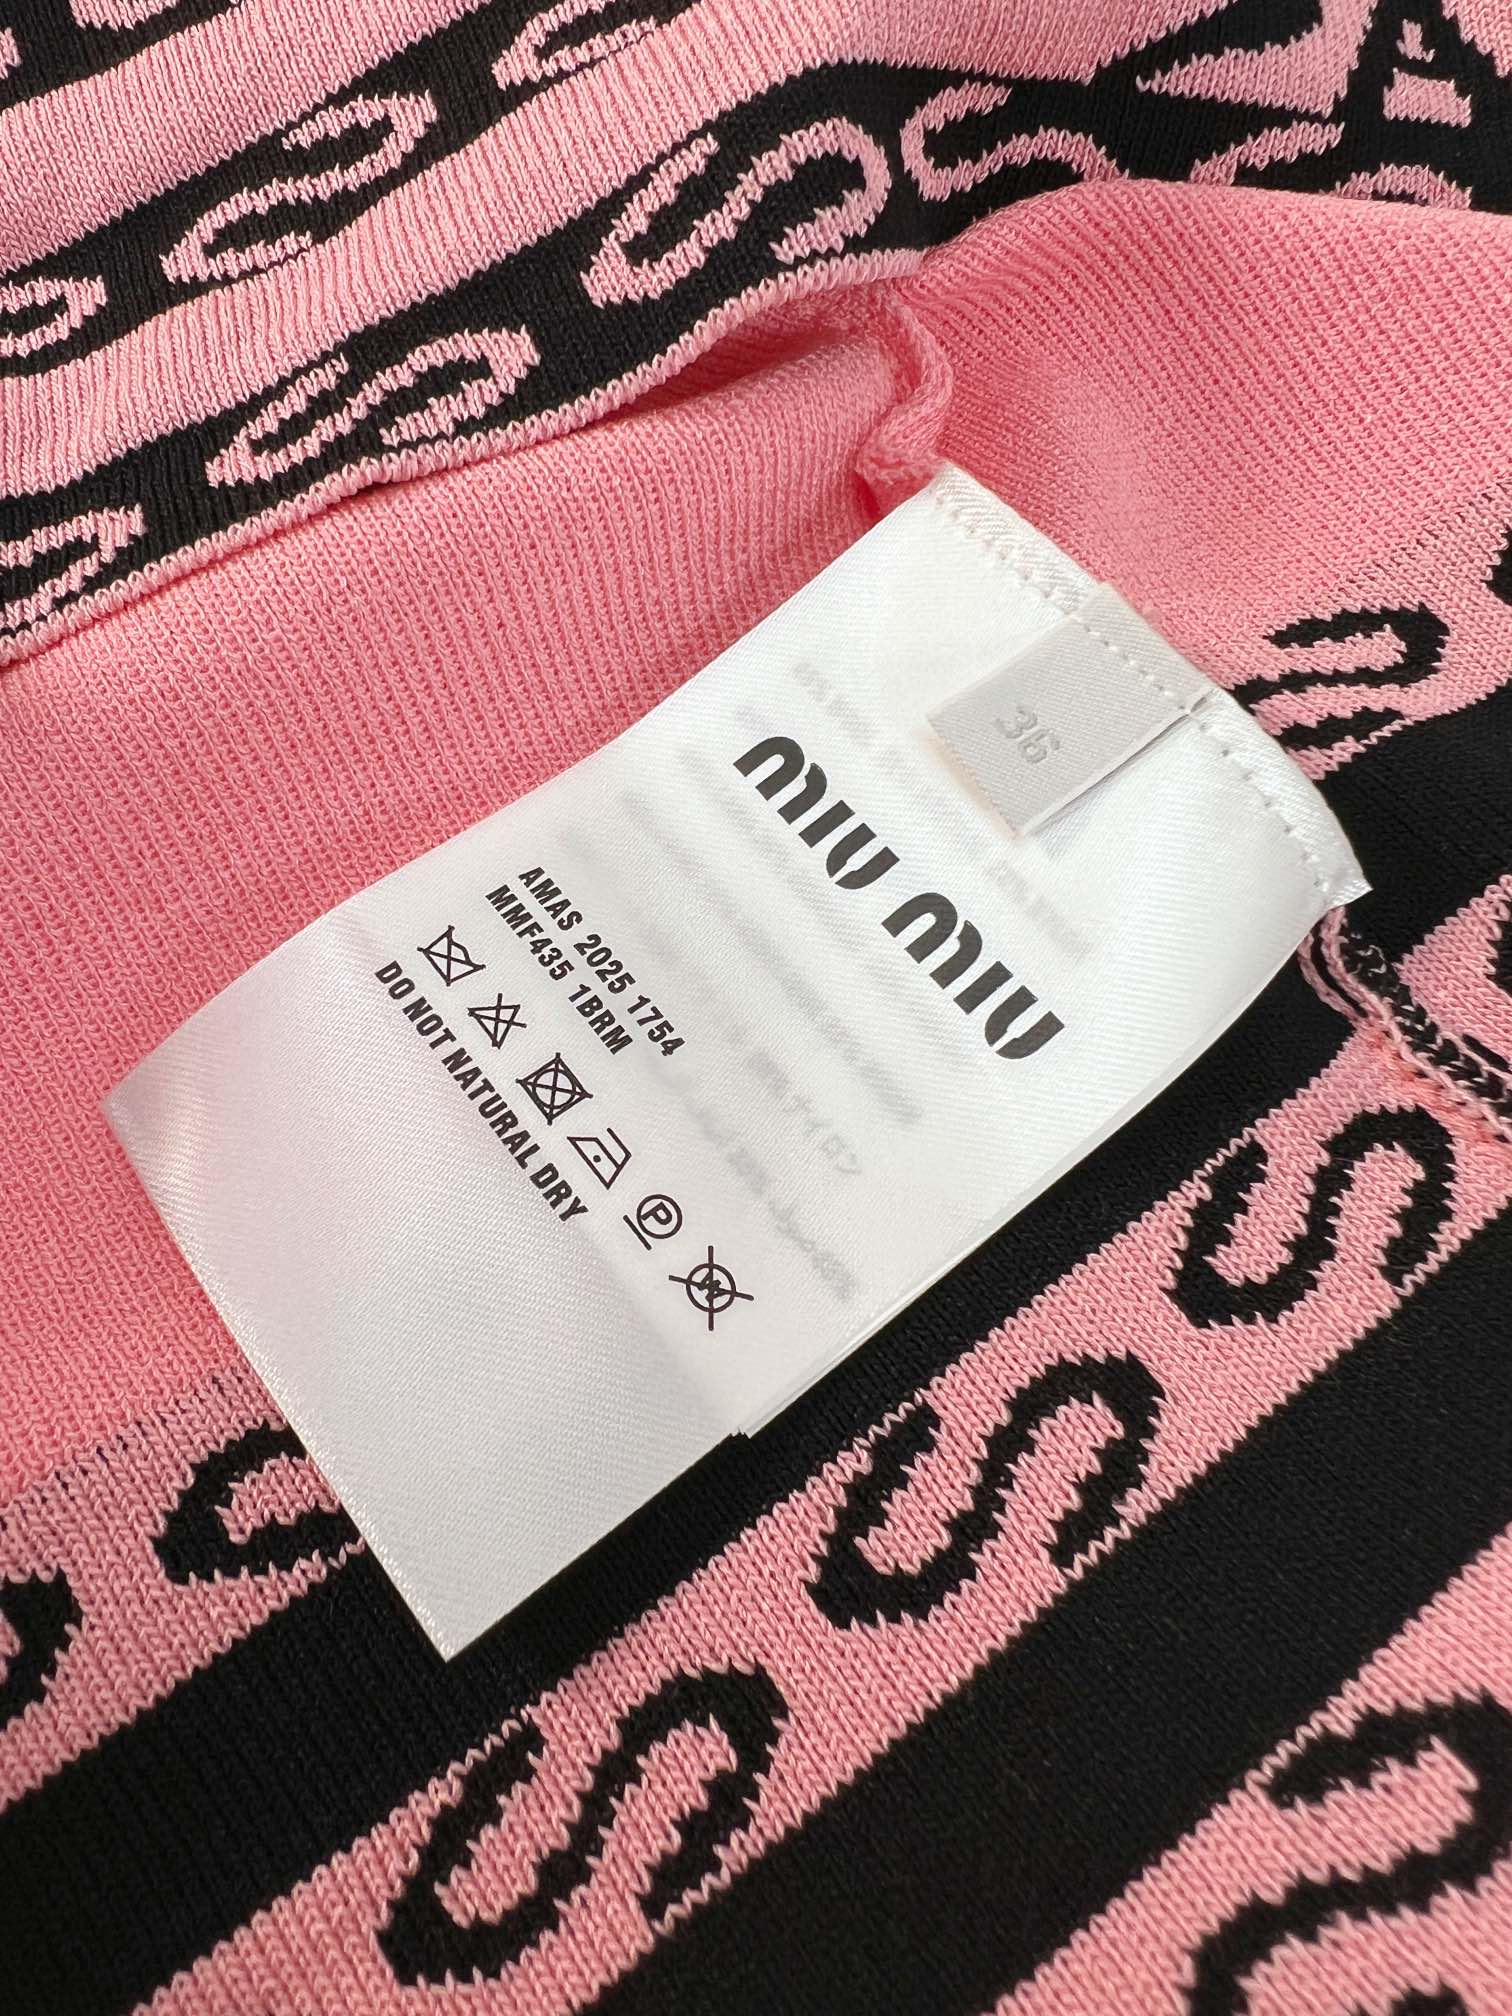 36
MIU MIU
AMAS 2025 1754
MMF435 1BRM
P
W
DO NOT NATURAL DRY